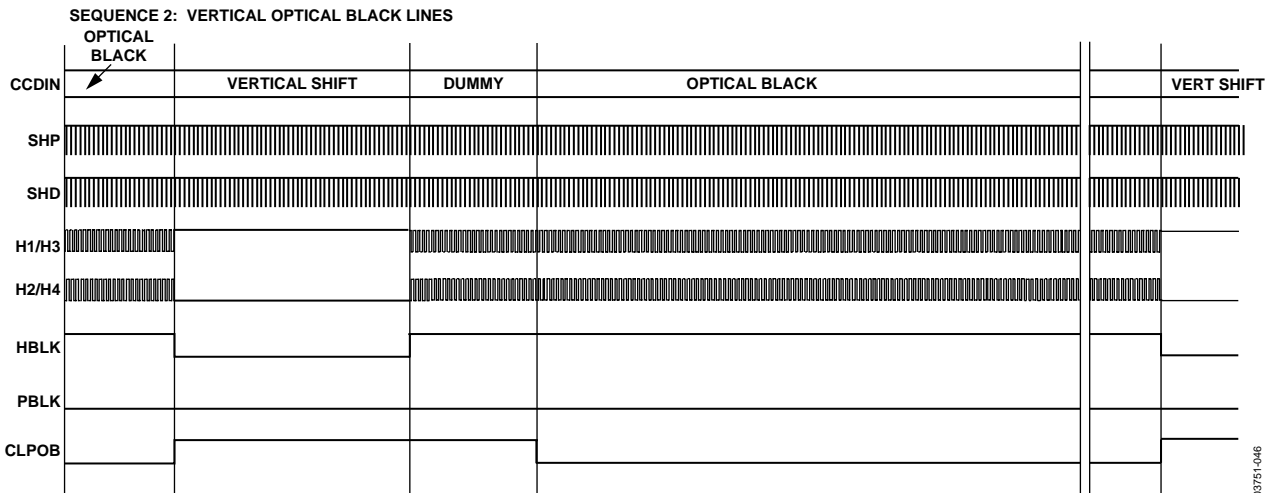 SEQUENCE 2: VERTICAL OPTICAL BLACK LINES
OPTICAL
BLACK
CCDIN
VERTICAL SHIFT
DUMMY
OPTICAL BLACK
VERT SHIFT
SHP
SHD
H1/H3
H2/H4
HBLK
PBLK
CLPOB
03751-046